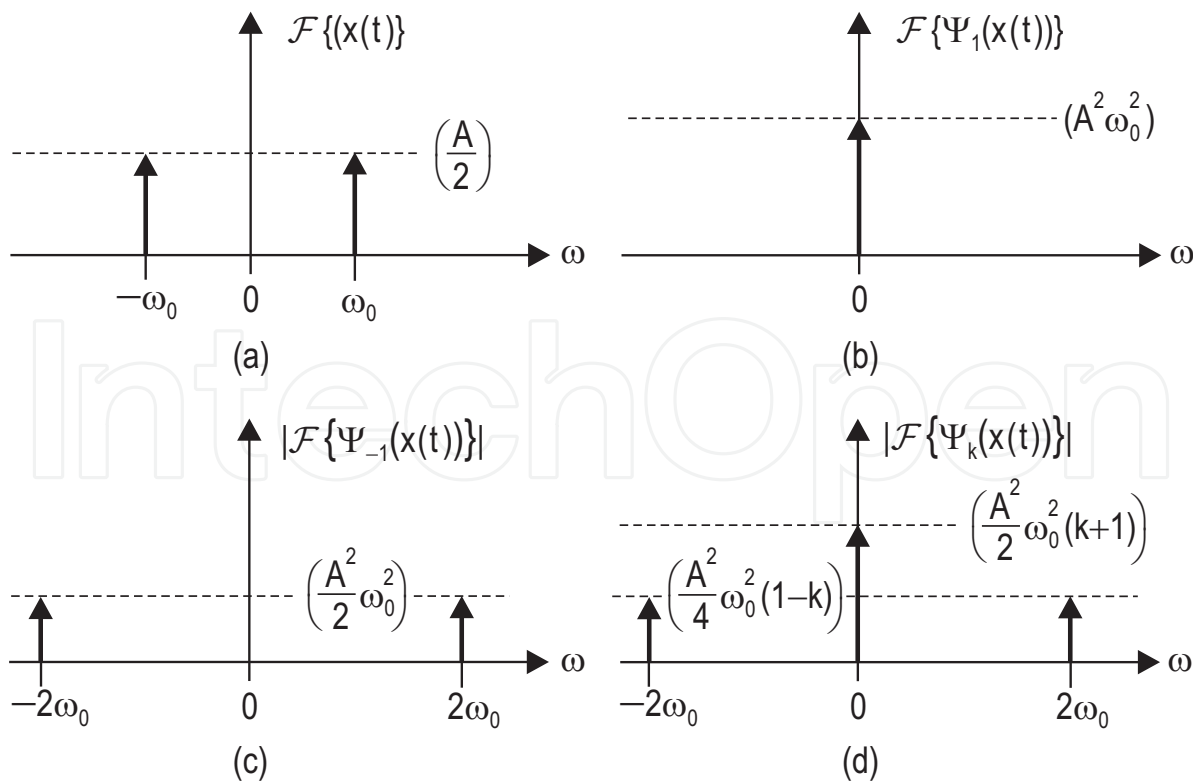 ℱ{(x(t)}
(A/2)
ω
−ω₀ 0 ω₀
(a)
ℱ{Ψ₁(x(t))}
(A²ω₀²)
ω
0
(b)
IntechOpen
|ℱ{Ψ₋₁(x(t))}|
(A²/2 ω₀²)
ω
−2ω₀ 0 2ω₀
(c)
|ℱ{Ψₖ(x(t))}|
(A²/2 ω₀²(k+1))
(A²/4 ω₀²(1−k))
ω
−2ω₀ 0 2ω₀
(d)